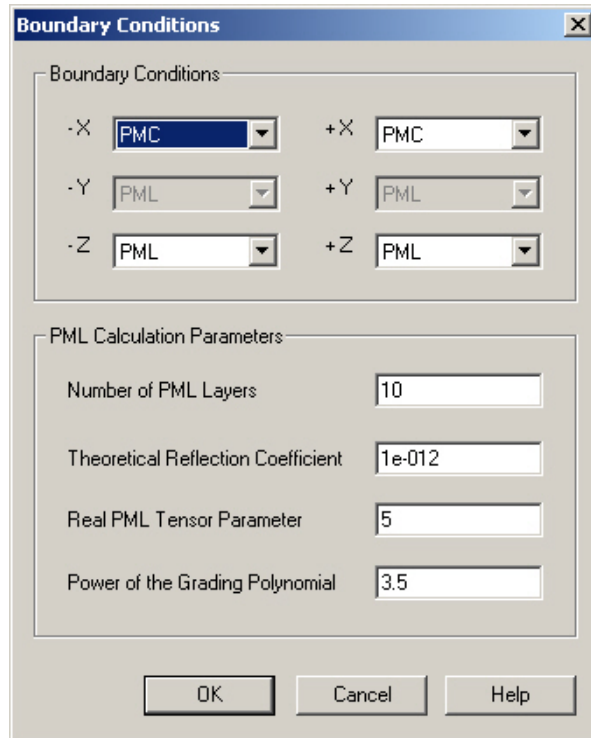 Boundary Conditions
Boundary Conditions
-X PMC +X PMC
-Y PML +Y PML
-Z PML +Z PML
PML Calculation Parameters
Number of PML Layers 10
Theoretical Reflection Coefficient 1e-012
Real PML Tensor Parameter 5
Power of the Grading Polynomial 3.5
OK Cancel Help